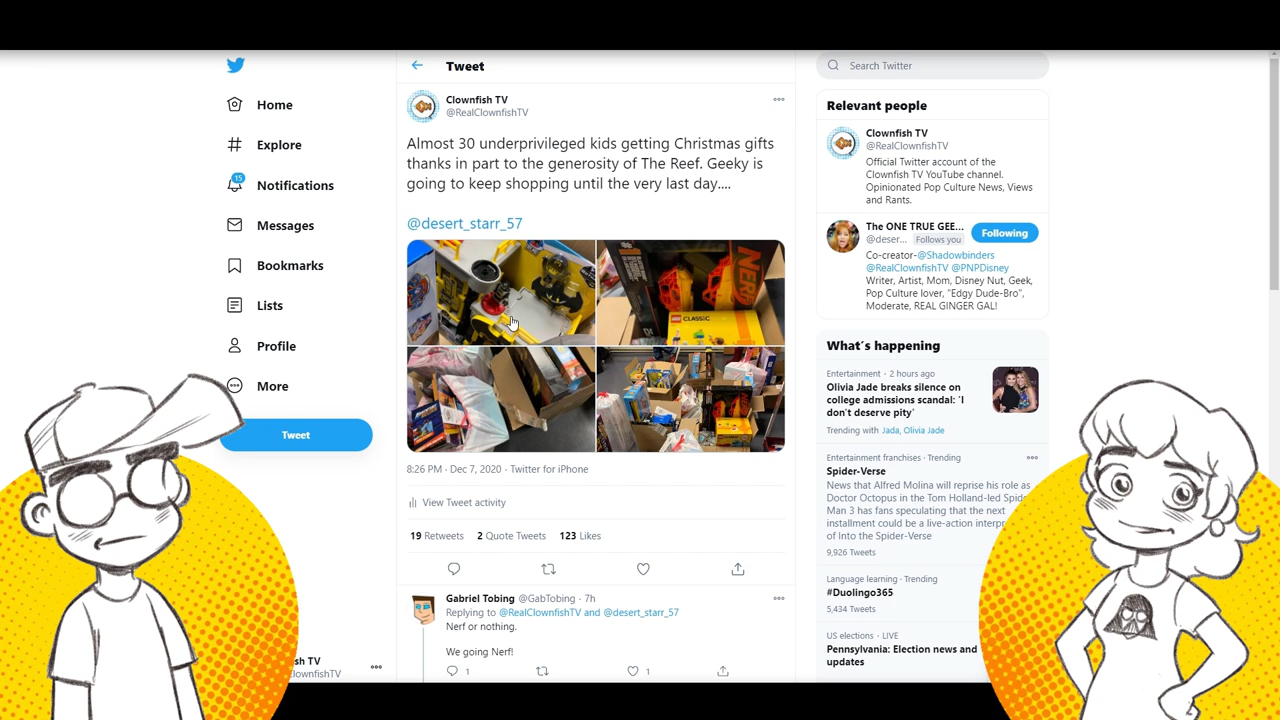 Home
Explore
15
Notifications
Messages
Bookmarks
Lists
Profile
More
Tweet
sh TV
lownfishTV
Tweet
Clownfish TV
@RealClownfishTV
Almost 30 underprivileged kids getting Christmas gifts
thanks in part to the generosity of The Reef. Geeky is
going to keep shopping until the very last day....
@desert_starr_57
NERF
CLASSIC
8:26 PM · Dec 7, 2020 · Twitter for iPhone
View Tweet activity
19 Retweets 2 Quote Tweets 123 Likes
Gabriel Tobing @GabTobing · 7h
Replying to @RealClownfishTV and @desert_starr_57
Nerf or nothing.
We going Nerf!
1 1
Search Twitter
Relevant people
Clownfish TV
@RealClownfishTV
Official Twitter account of the
Clownfish TV YouTube channel.
Opinionated Pop Culture News, Views
and Rants.
The ONE TRUE GEE...
@deser... Follows you
Following
Co-creator-@Shadowbinders
@RealClownfishTV @PNPDisney
Writer, Artist, Mom, Disney Nut, Geek,
Pop Culture lover, "Edgy Dude-Bro",
Moderate, REAL GINGER GAL!
What's happening
Entertainment · 2 hours ago
Olivia Jade breaks silence on
college admissions scandal: 'I
don't deserve pity'
Trending with Jada, Olivia Jade
Entertainment franchises · Trending
Spider-Verse
News that Alfred Molina will reprise his role as
Doctor Octopus in the Tom Holland-led Spid
Man 3 has fans speculating that the next
installment could be a live-action interpr
of Into the Spider-Verse
9,926 Tweets
Language learning · Trending
#Duolingo365
5,434 Tweets
US elections · LIVE
Pennsylvania: Election news and
updates